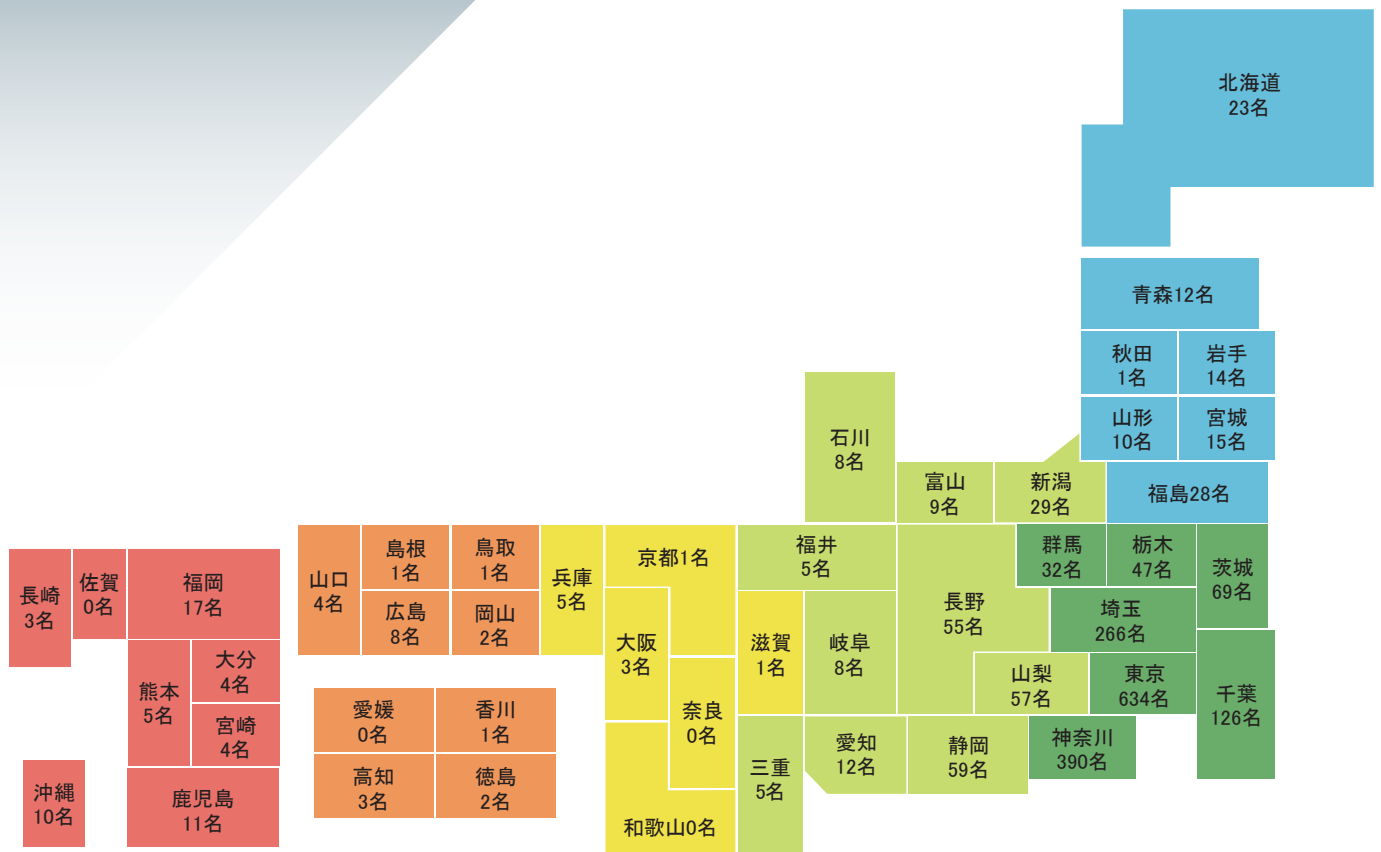 北海道
23名
青森12名
秋田
1名
岩手
14名
山形
10名
宮城
15名
福島28名
石川
8名
富山
9名
新潟
29名
福井
5名
長野
55名
岐阜
8名
山梨
57名
愛知
12名
静岡
59名
三重
5名
群馬
32名
栃木
47名
茨城
69名
埼玉
266名
東京
634名
千葉
126名
神奈川
390名
兵庫
5名
京都1名
大阪
3名
滋賀
1名
奈良
0名
和歌山0名
山口
4名
島根
1名
鳥取
1名
広島
8名
岡山
2名
愛媛
0名
香川
1名
高知
3名
徳島
2名
長崎
3名
佐賀
0名
福岡
17名
熊本
5名
大分
4名
宮崎
4名
鹿児島
11名
沖縄
10名